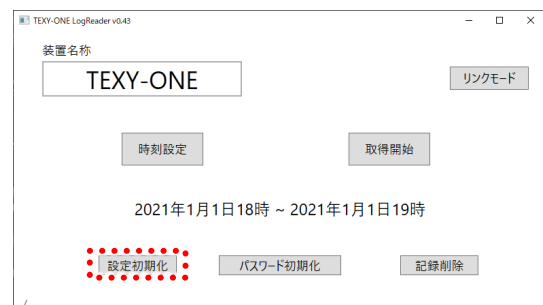 TEXY-ONE LogReader v0.43
装置名称
TEXY-ONE
リンクモード
時刻設定 取得開始
2021年1月1日18時 ~ 2021年1月1日19時
設定初期化 パスワード初期化 記録削除
/